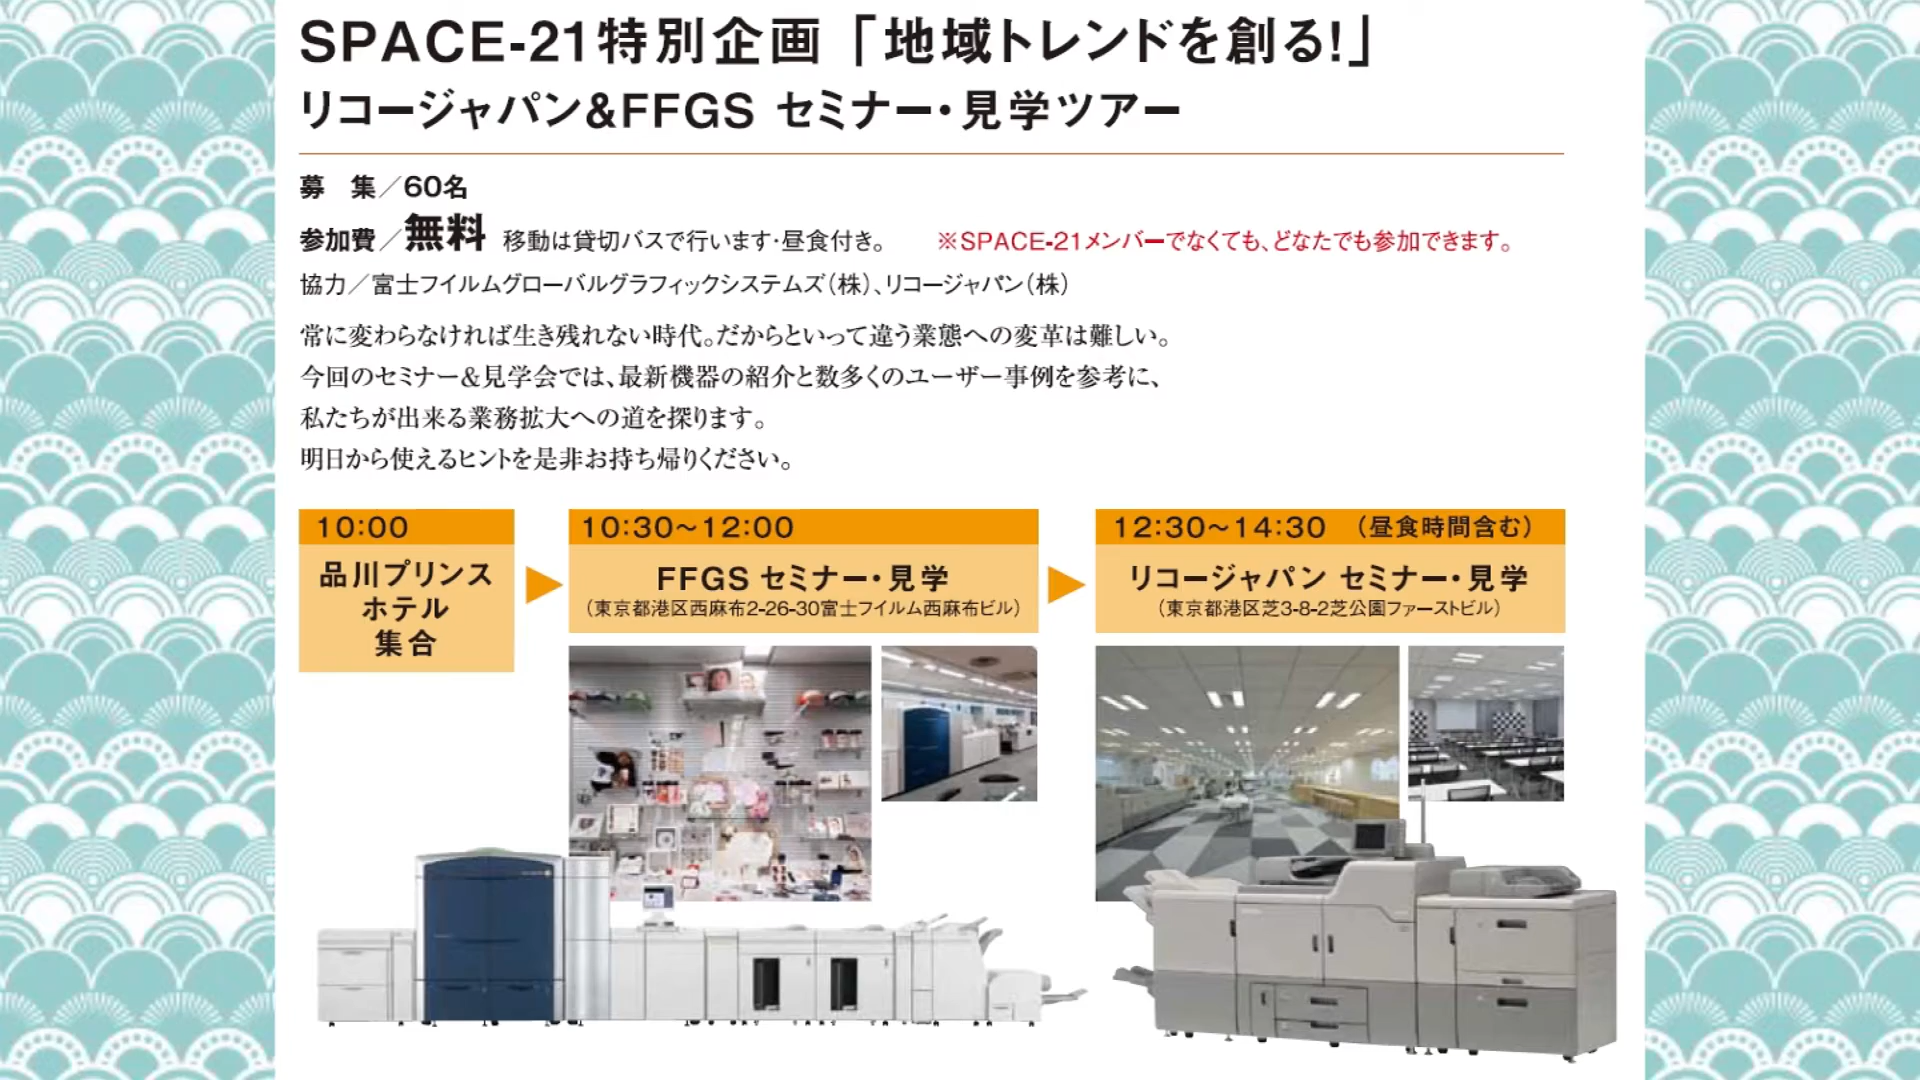 SPACE-21特別企画「地域トレンドを創る!」
リコージャパン&FFGS セミナー・見学ツアー
募　集／60名
参加費／無料 移動は貸切バスで行います・昼食付き。　※SPACE-21メンバーでなくても、どなたでも参加できます。
協力／富士フイルムグローバルグラフィックシステムズ（株）、リコージャパン（株）
常に変わらなければ生き残れない時代。だからといって違う業態への変革は難しい。
今回のセミナー&見学会では、最新機器の紹介と数多くのユーザー事例を参考に、
私たちが出来る業務拡大への道を探ります。
明日から使えるヒントを是非お持ち帰りください。
10:00
品川プリンス
ホテル
集合
10:30～12:00
FFGS セミナー・見学
（東京都港区西麻布2-26-30富士フイルム西麻布ビル）
12:30～14:30 （昼食時間含む）
リコージャパン セミナー・見学
（東京都港区芝3-8-2芝公園ファーストビル）